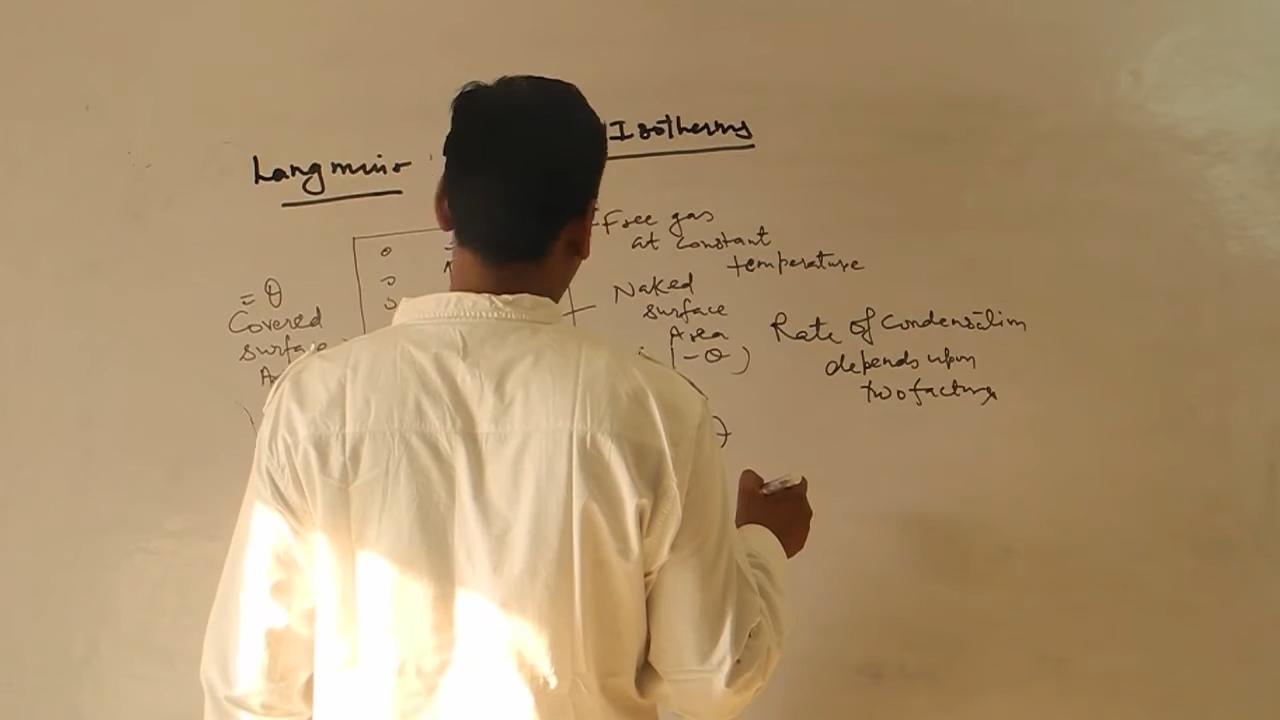 Langmuir Isotherms
Free gas
at constant
temperature
= θ
Covered
surface
Naked
surface
Area
1-θ)
Rate of Condensation
depends upon
two factors